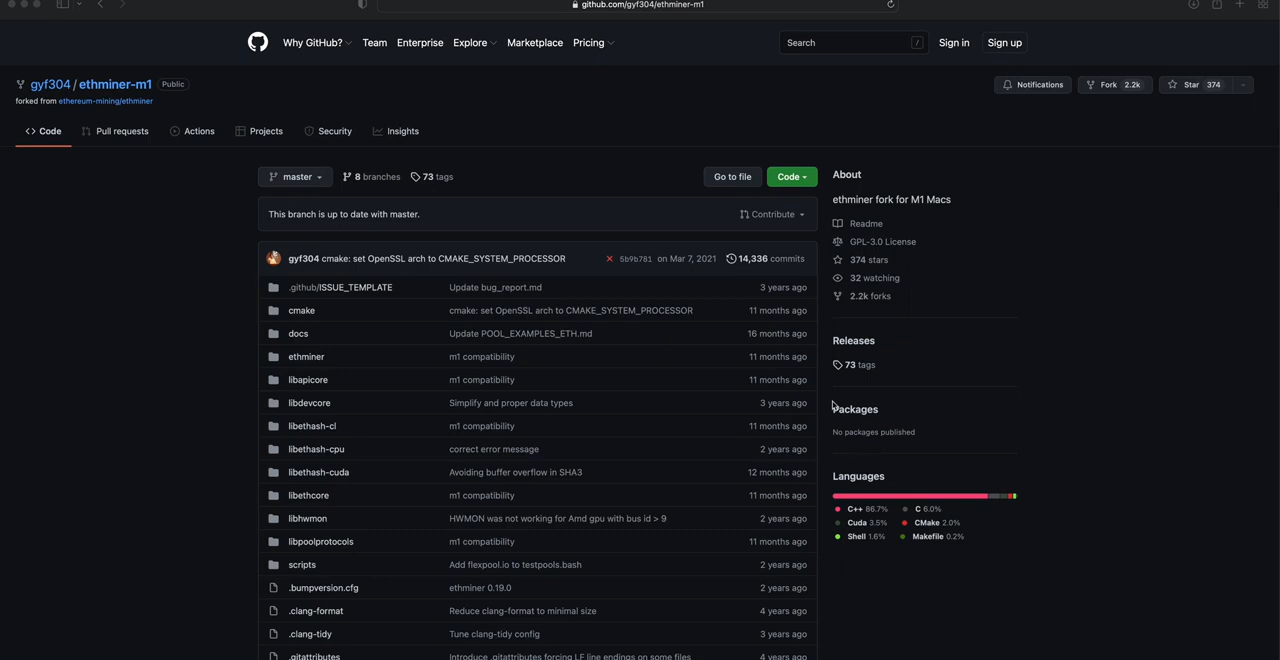 github.com/gyf304/ethminer-m1
Why GitHub? Team Enterprise Explore Marketplace Pricing Search / Sign in Sign up
gyf304 / ethminer-m1 Public Notifications Fork 2.2k Star 374
forked from ethereum-mining/ethminer
<> Code Pull requests Actions Projects Security Insights
master 8 branches 73 tags Go to file Code
This branch is up to date with master. Contribute
gyf304 cmake: set OpenSSL arch to CMAKE_SYSTEM_PROCESSOR 5b9b781 on Mar 7, 2021 14,336 commits
.github/ISSUE_TEMPLATE Update bug_report.md 3 years ago
cmake cmake: set OpenSSL arch to CMAKE_SYSTEM_PROCESSOR 11 months ago
docs Update POOL_EXAMPLES_ETH.md 16 months ago
ethminer m1 compatibility 11 months ago
libapicore m1 compatibility 11 months ago
libdevcore Simplify and proper data types 3 years ago
libethash-cl m1 compatibility 11 months ago
libethash-cpu correct error message 2 years ago
libethash-cuda Avoiding buffer overflow in SHA3 12 months ago
libethcore m1 compatibility 11 months ago
libhwmon HWMON was not working for Amd gpu with bus id > 9 2 years ago
libpoolprotocols m1 compatibility 11 months ago
scripts Add flexpool.io to testpools.bash 2 years ago
.bumpversion.cfg ethminer 0.19.0 2 years ago
.clang-format Reduce clang-format to minimal size 4 years ago
.clang-tidy Tune clang-tidy config 3 years ago
.gitattributes Introduce .gitattributes forcing LF line endings on some files 4 years ago
About
ethminer fork for M1 Macs
Readme
GPL-3.0 License
374 stars
32 watching
2.2k forks
Releases
73 tags
Packages
No packages published
Languages
C++ 86.7% C 6.0%
Cuda 3.5% CMake 2.0%
Shell 1.6% Makefile 0.2%